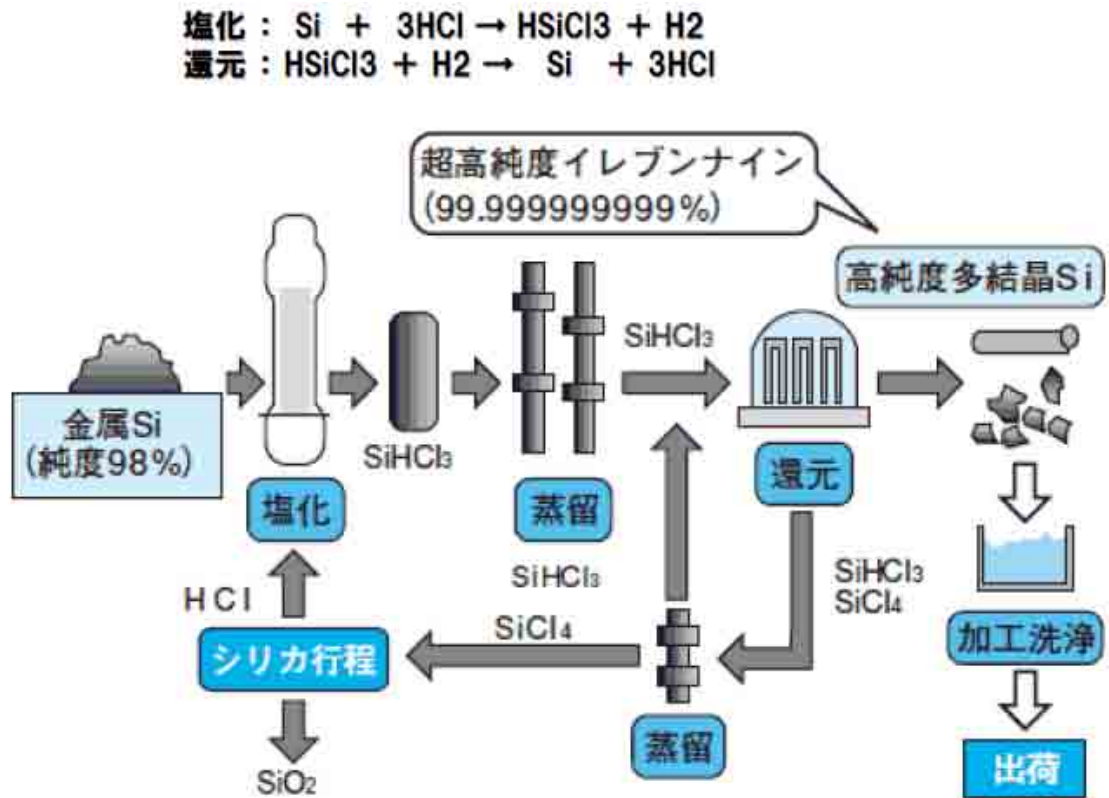 塩化 : Si + 3HCl → HSiCl3 + H2
還元 : HSiCl3 + H2 → Si + 3HCl
超高純度イレブンナイン
(99.999999999%)
高純度多結晶Si
SiHCl3
金属Si
(純度98%)
SiHCl3
塩化
蒸留
還元
SiHCl3
SiHCl3
SiCl4
HCl
SiCl4
シリカ行程
加工洗浄
蒸留
SiO2
出荷